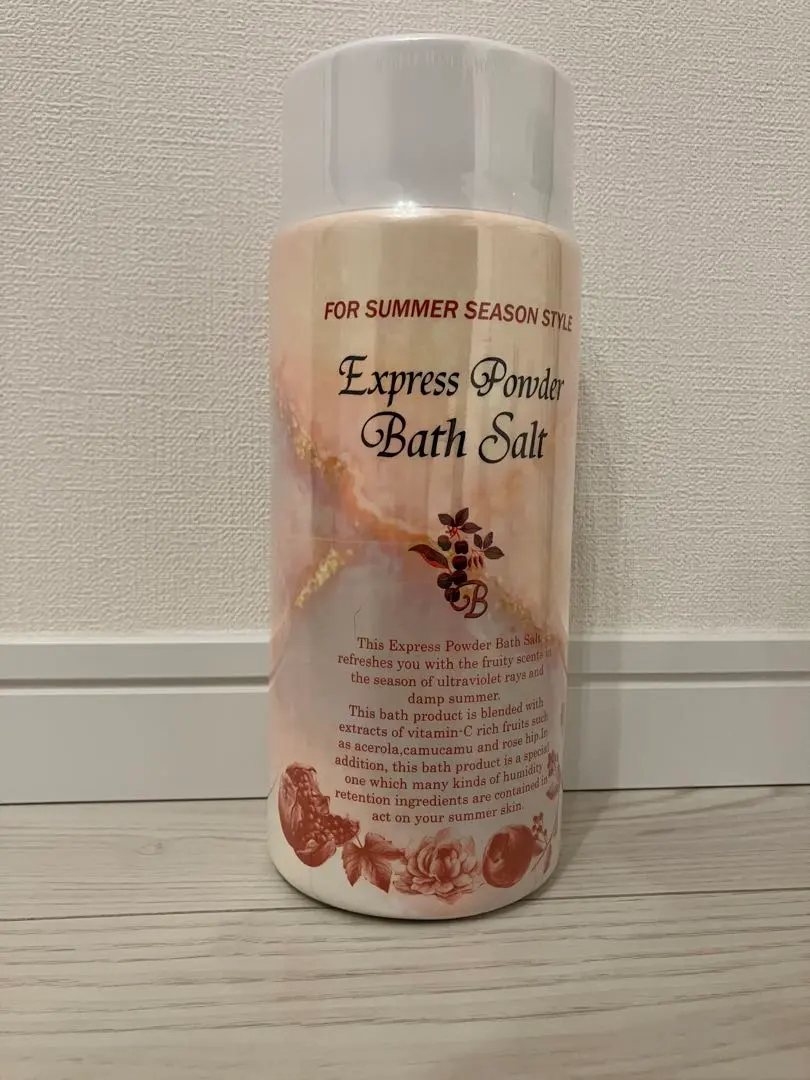 FOR SUMMER SEASON STYLE
Express Powder
Bath Salt
B
This Express Powder Bath Salt
refreshes you with the fruity scents in
the season of ultraviolet rays and
damp summer.
This bath product is blended with
extracts of vitamin-C rich fruits such
as acerola,camucamu and rose hip.In
addition, this bath product is a special
one which many kinds of humidity
retention ingredients are contained in
act on your summer skin.